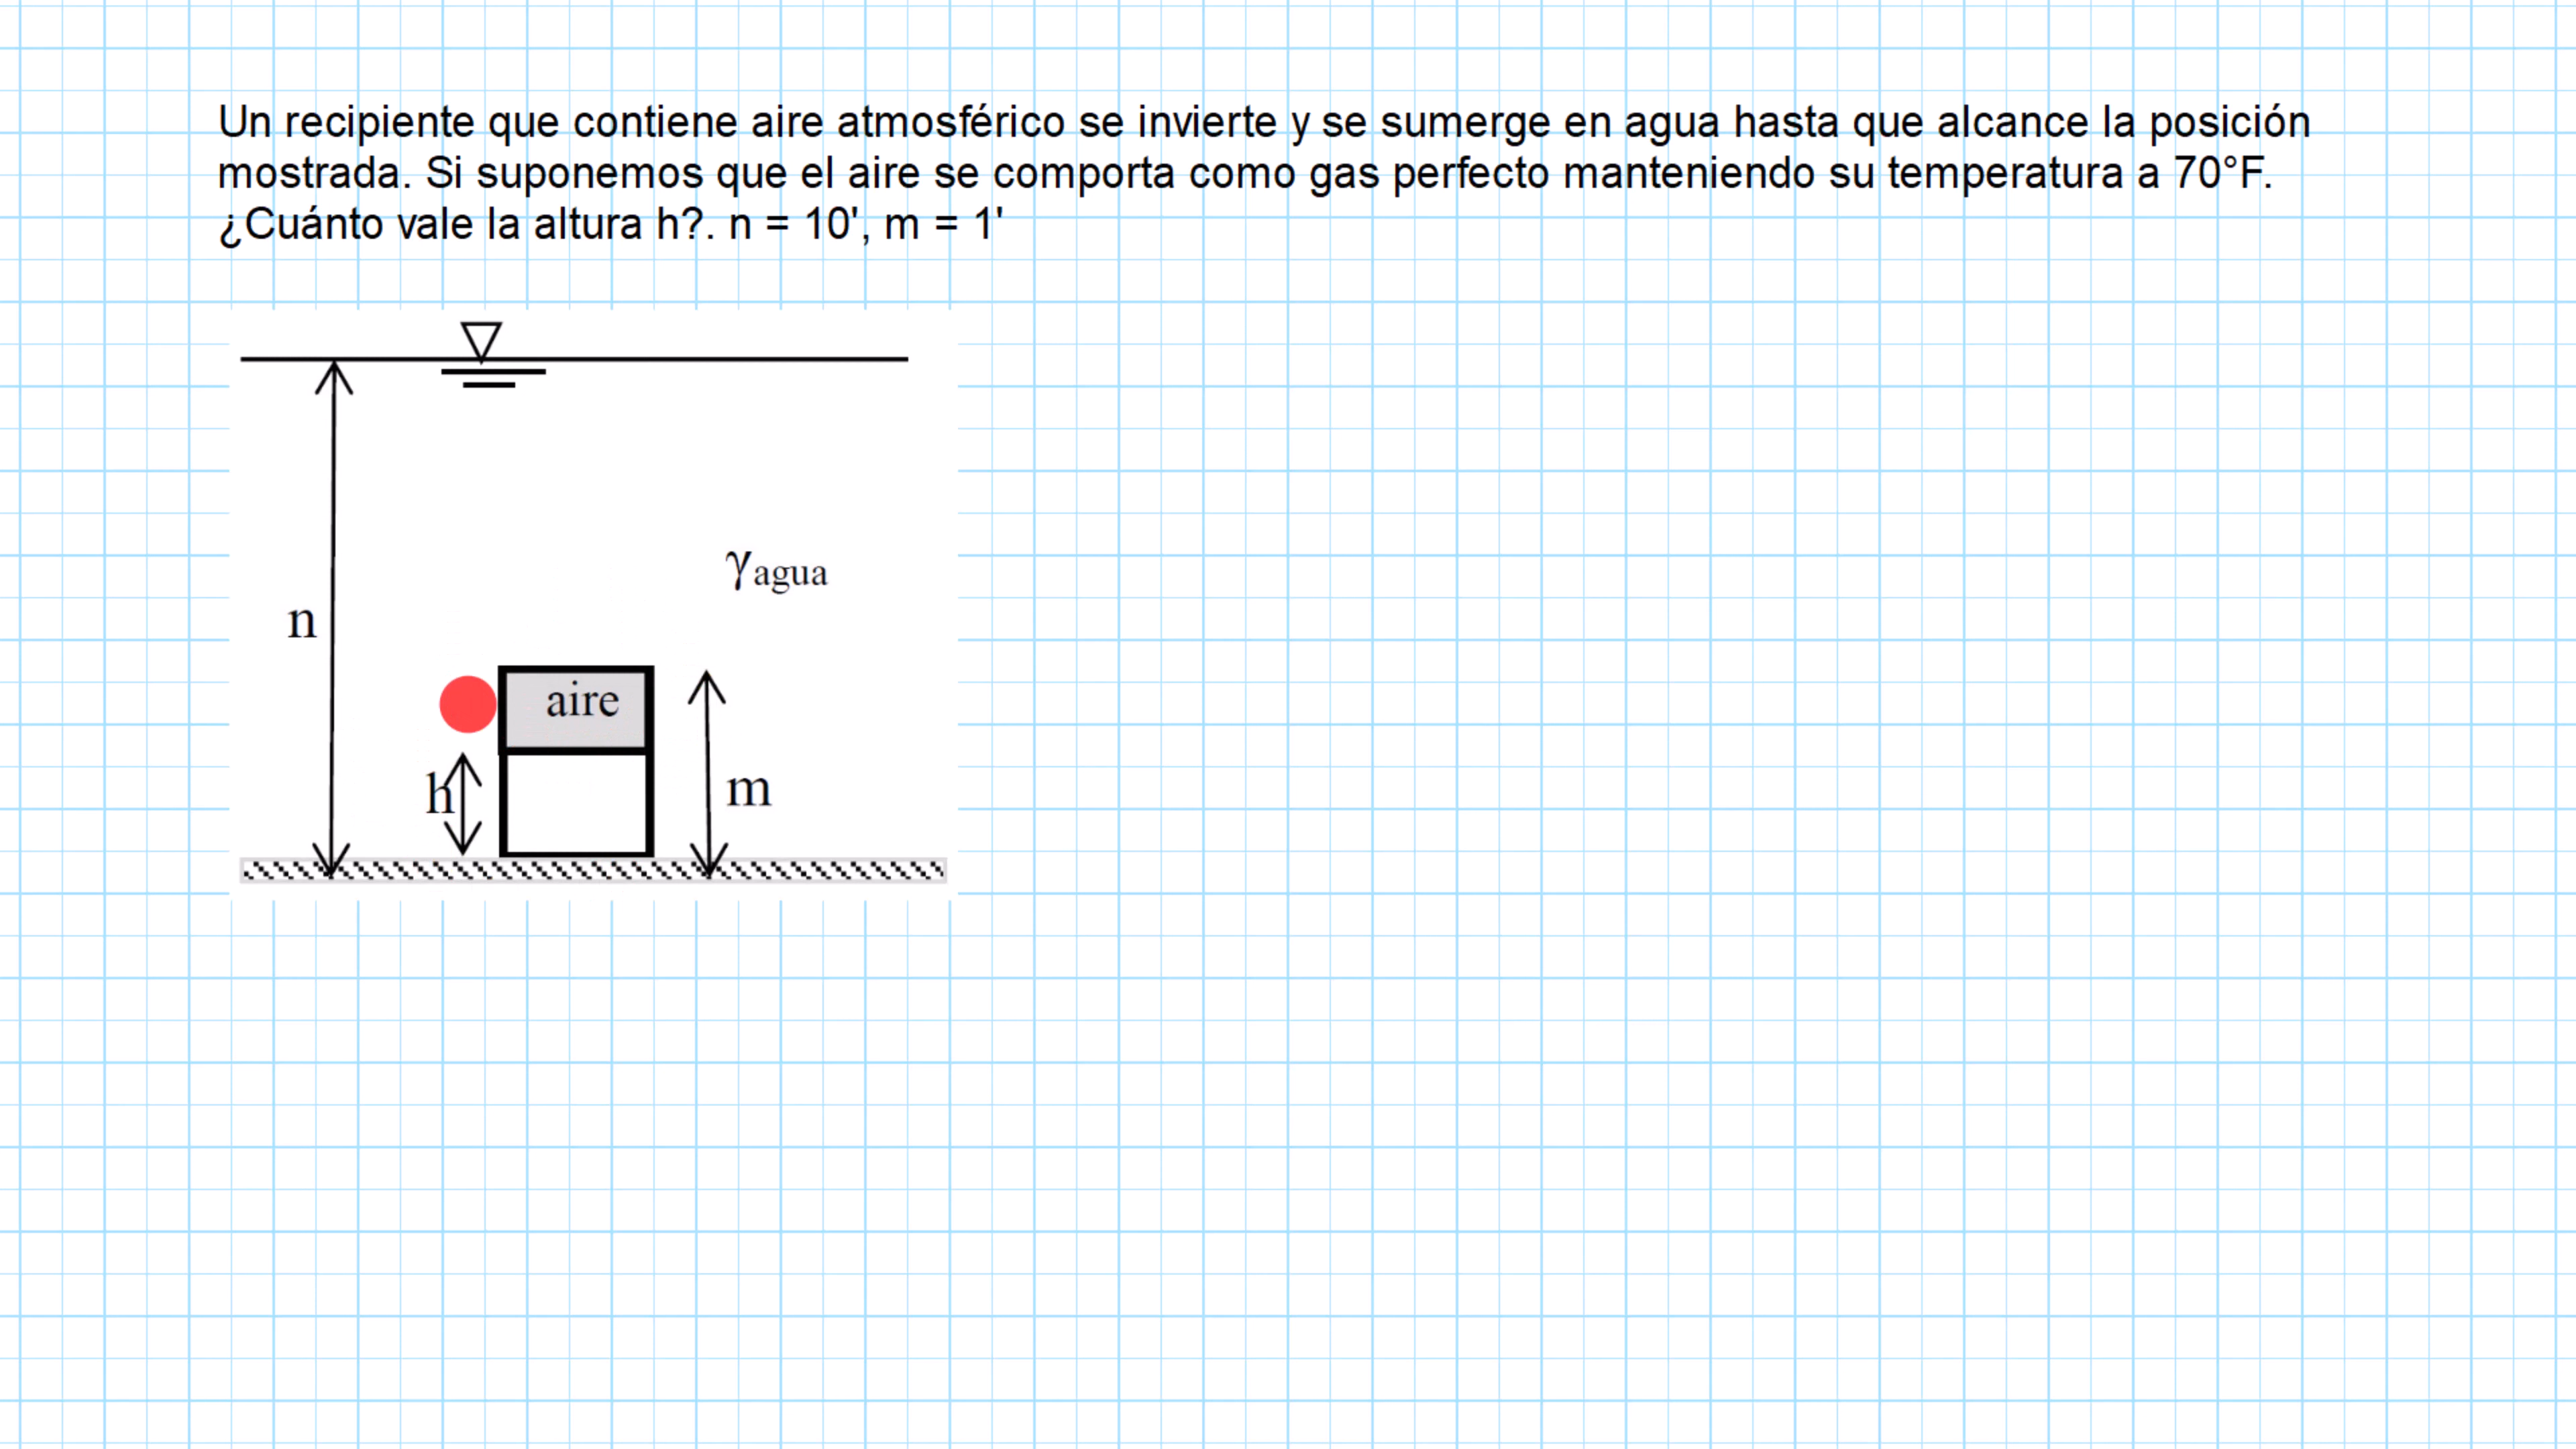 Un recipiente que contiene aire atmosférico se invierte y se sumerge en agua hasta que alcance la posición
mostrada. Si suponemos que el aire se comporta como gas perfecto manteniendo su temperatura a 70°F.
¿Cuánto vale la altura h?. n = 10', m = 1'
γagua
n
aire
h
m